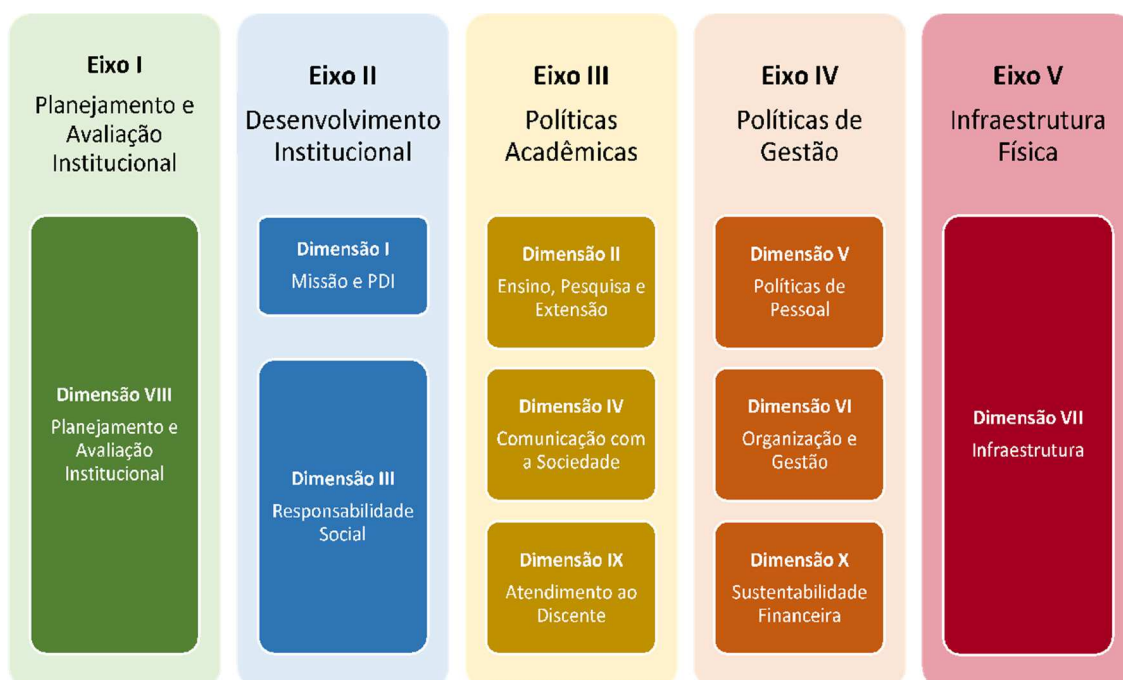 Eixo I
Planejamento e
Avaliação
Institucional
Dimensão VIII
Planejamento e
Avaliação
Institucional
Eixo II
Desenvolvimento
Institucional
Dimensão I
Missão e PDI
Dimensão III
Responsabilidade
Social
Eixo III
Políticas
Acadêmicas
Dimensão II
Ensino, Pesquisa e
Extensão
Dimensão IV
Comunicação com
a Sociedade
Dimensão IX
Atendimento ao
Discente
Eixo IV
Políticas de
Gestão
Dimensão V
Políticas de
Pessoal
Dimensão VI
Organização e
Gestão
Dimensão X
Sustentabilidade
Financeira
Eixo V
Infraestrutura
Física
Dimensão VII
Infraestrutura